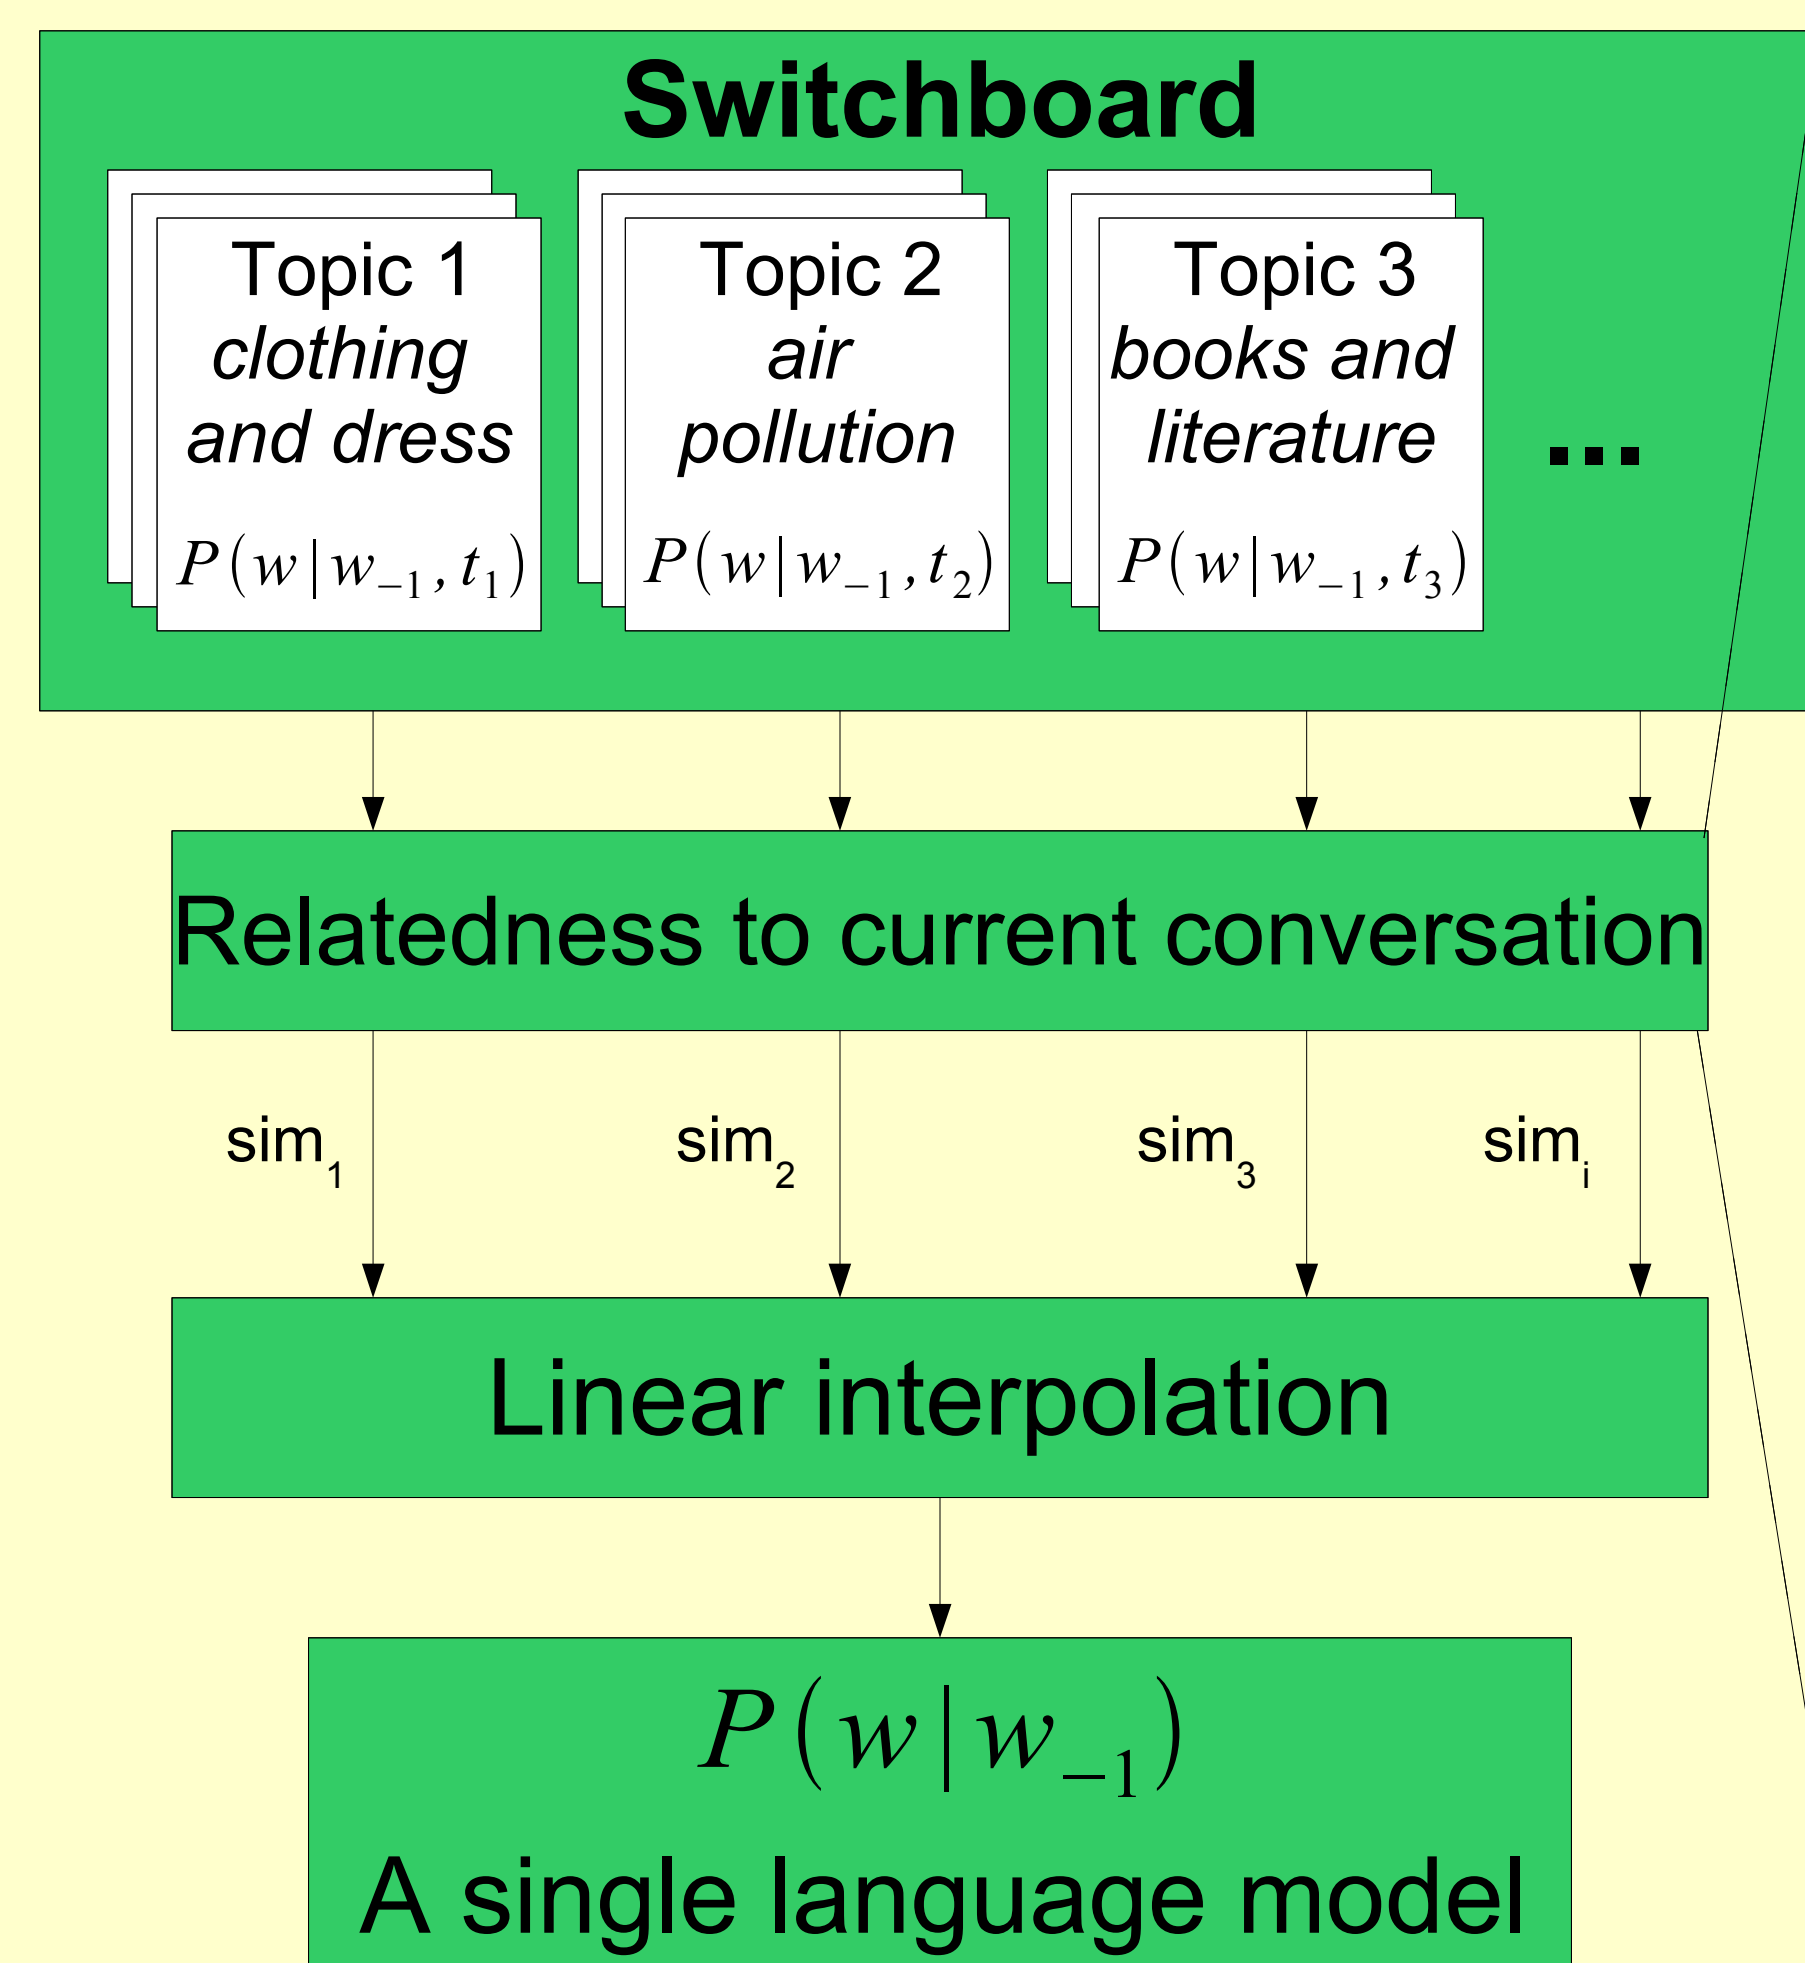 Switchboard
Topic 1
clothing
and dress
P(w|w₋₁,t₁)
Topic 2
air
pollution
P(w|w₋₁,t₂)
Topic 3
books and
literature
P(w|w₋₁,t₃)
...
Relatedness to current conversation
sim₁
sim₂
sim₃
simᵢ
Linear interpolation
P(w|w₋₁)
A single language model